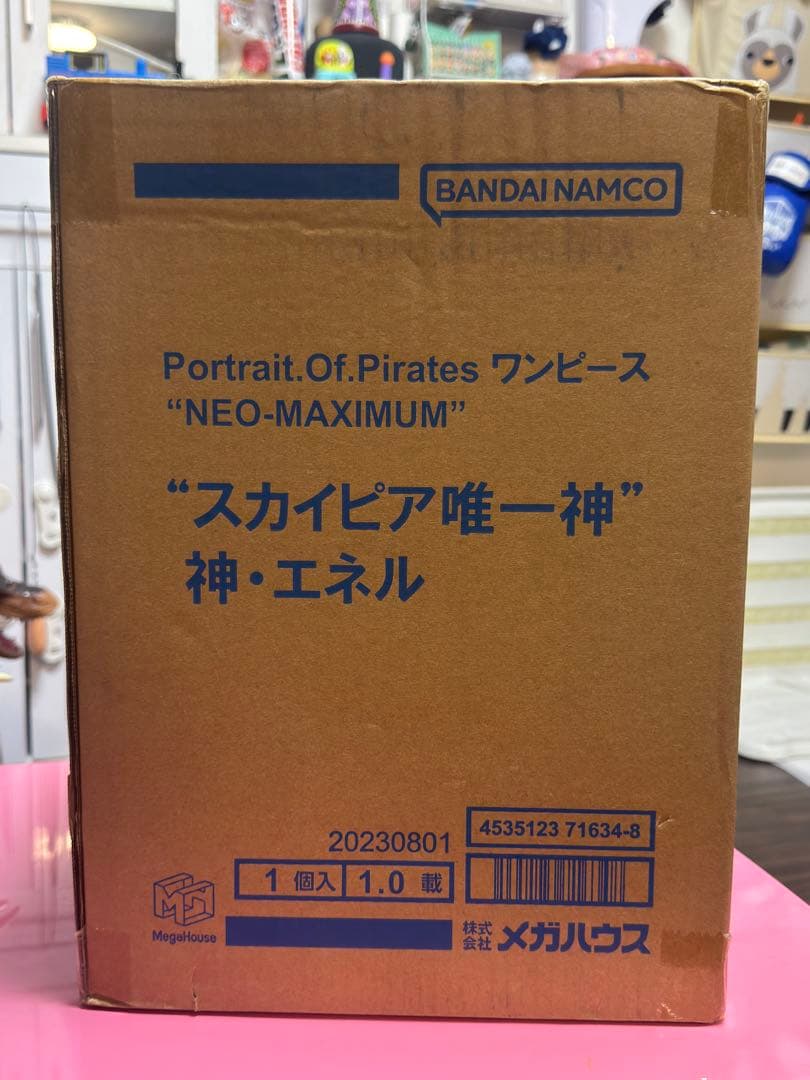 BANDAI NAMCO
Portrait.Of.Pirates ワンピース
“NEO-MAXIMUM”
“スカイピア唯一神”
神・エネル
20230801
4535123 71634-8
1 個入 1.0 載
MegaHouse
株式会社 メガハウス